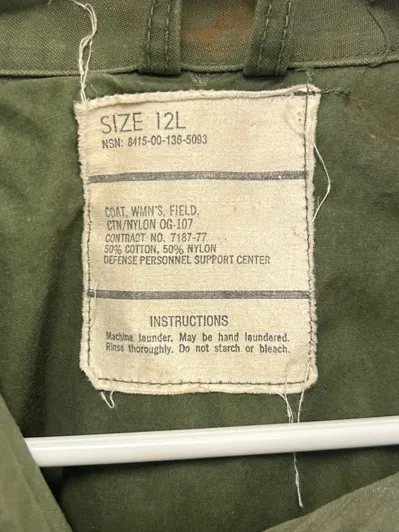 SIZE 12L
NSN: 8415-00-136-5093
COAT, WMN'S, FIELD,
CTN/NYLON OG-107
CONTRACT NO. 7187-77
50% COTTON, 50% NYLON
DEFENSE PERSONNEL SUPPORT CENTER
INSTRUCTIONS
Machine launder. May be hand laundered.
Rinse thoroughly. Do not starch or bleach.